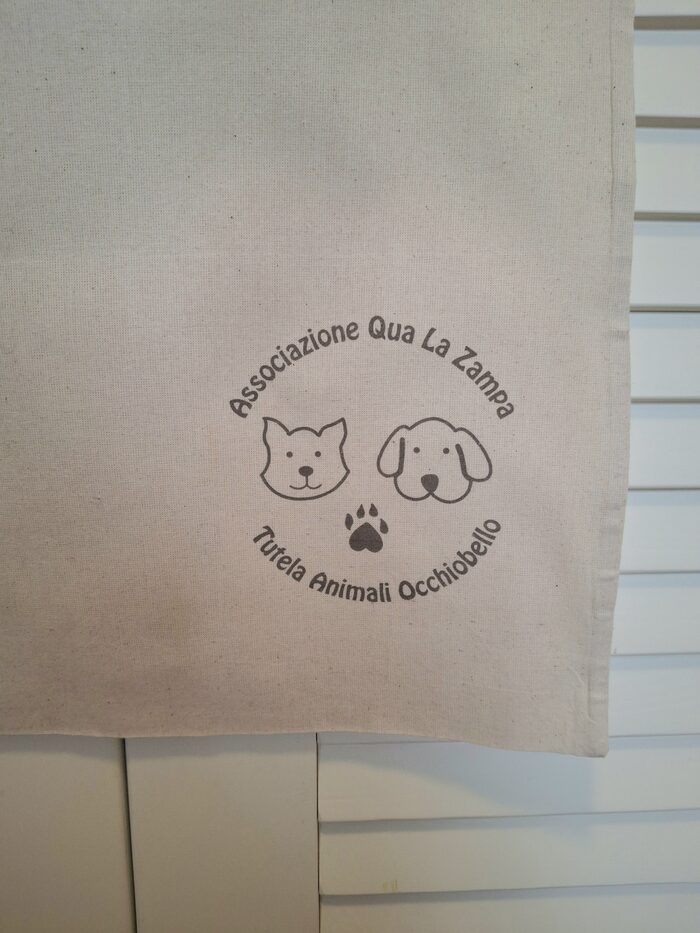 Associazione Qua La Zampa
Tutela Animali Occhiobello